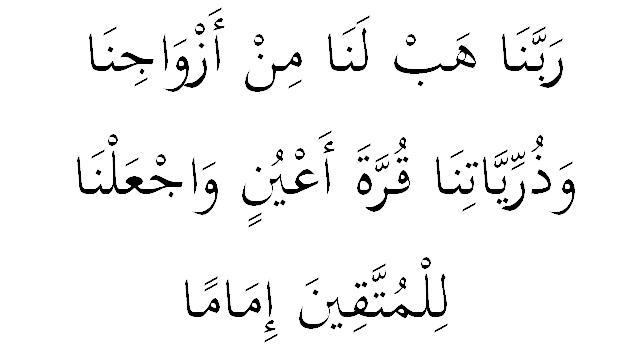 رَبَّنَا هَبْ لَنَا مِنْ أَزْوَاجِنَا
وَذُرِّيَّاتِنَا قُرَّةَ أَعْيُنٍ وَاجْعَلْنَا
لِلْمُتَّقِينَ إِمَامًا